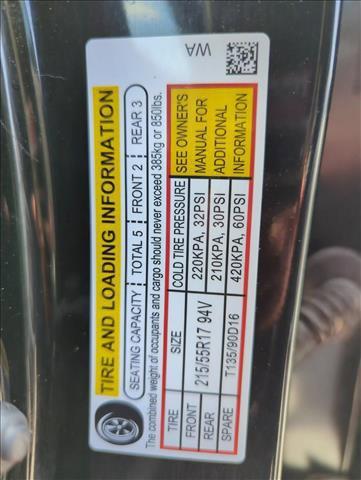 WA
TIRE AND LOADING INFORMATION
SEATING CAPACITY | TOTAL 5 | FRONT 2 | REAR 3
The combined weight of occupants and cargo should never exceed 385kg or 850lbs.
TIRE SIZE COLD TIRE PRESSURE SEE OWNER'S
FRONT 215/55R17 94V 220KPA, 32PSI MANUAL FOR
REAR 210KPA, 30PSI ADDITIONAL
SPARE T135/90D16 420KPA, 60PSI INFORMATION